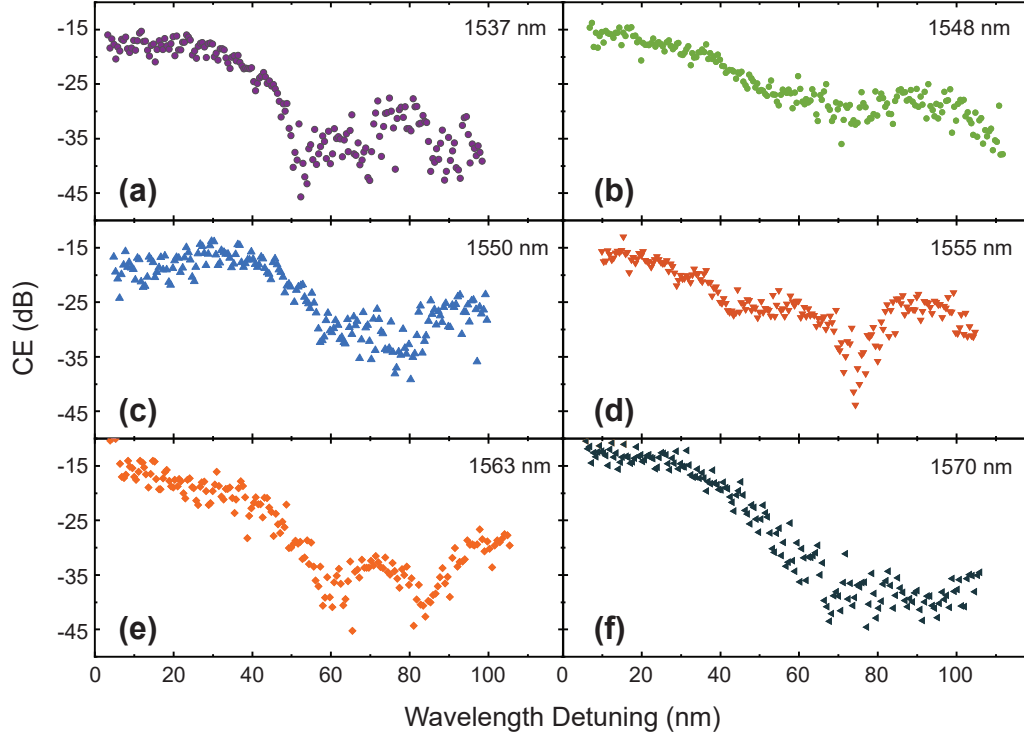 1537 nm
1548 nm
-15
-25
-35
-45
(a)
(b)
1550 nm
1555 nm
-15
-25
-35
-45
(c)
(d)
CE (dB)
1563 nm
1570 nm
-15
-25
-35
-45
(e)
(f)
0 20 40 60 80 100 0 20 40 60 80 100
Wavelength Detuning (nm)